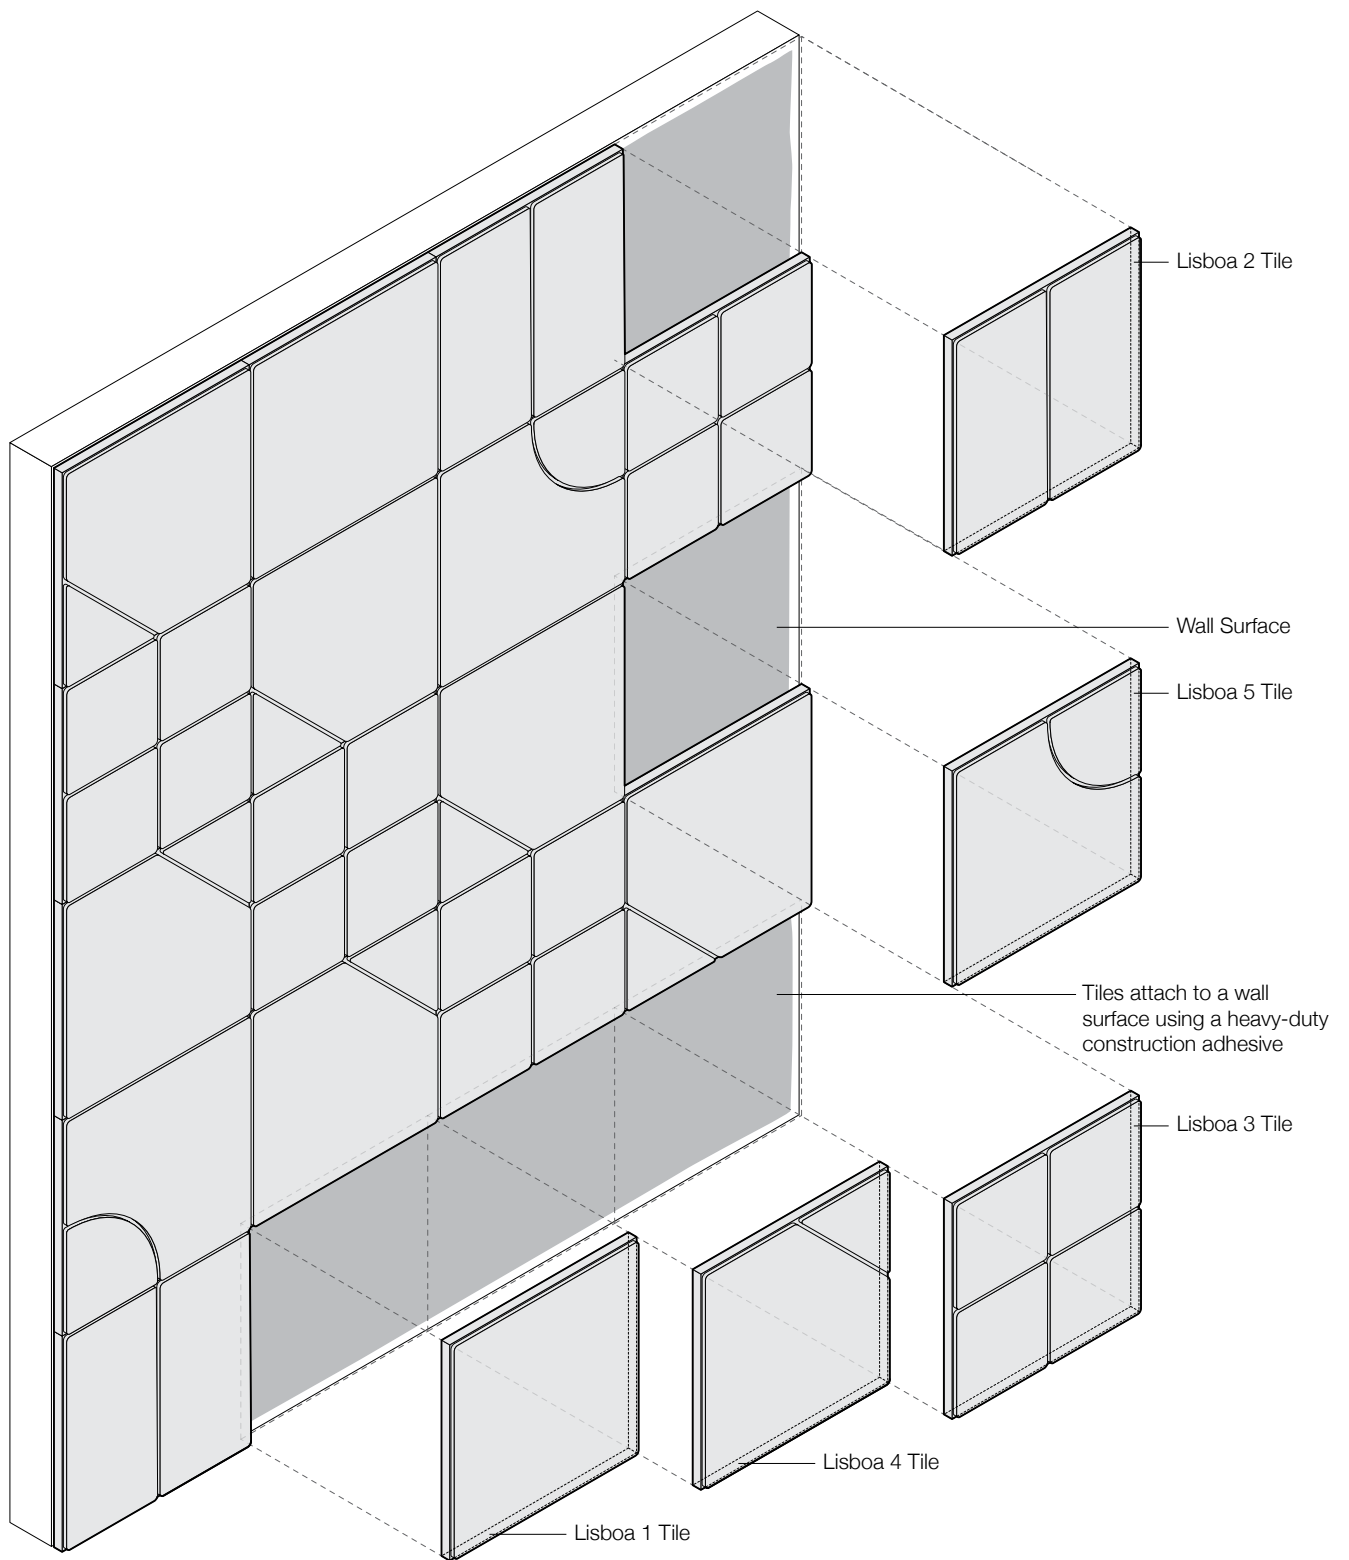 Lisboa 2 Tile
Wall Surface
Lisboa 5 Tile
Tiles attach to a wall
surface using a heavy-duty
construction adhesive
Lisboa 3 Tile
Lisboa 4 Tile
Lisboa 1 Tile